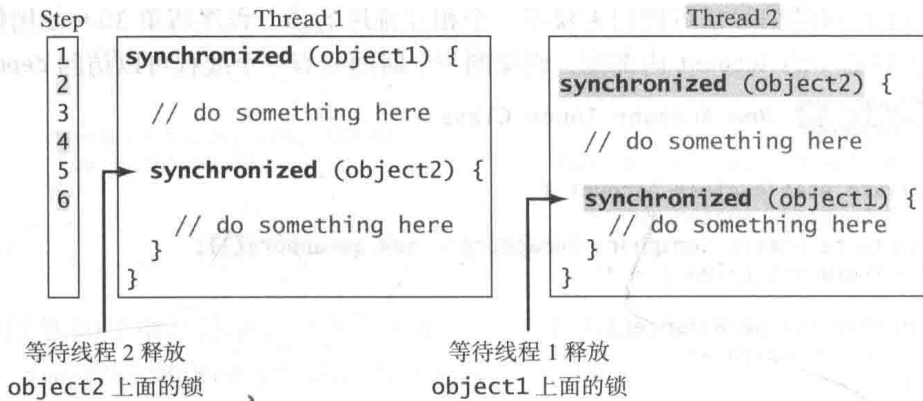 Step
1
2
3
4
5
6
Thread 1
synchronized (object1) {
// do something here
synchronized (object2) {
// do something here
}
}
Thread 2
synchronized (object2) {
// do something here
synchronized (object1) {
// do something here
}
}
等待线程 2 释放
object2 上面的锁
等待线程 1 释放
object1 上面的锁